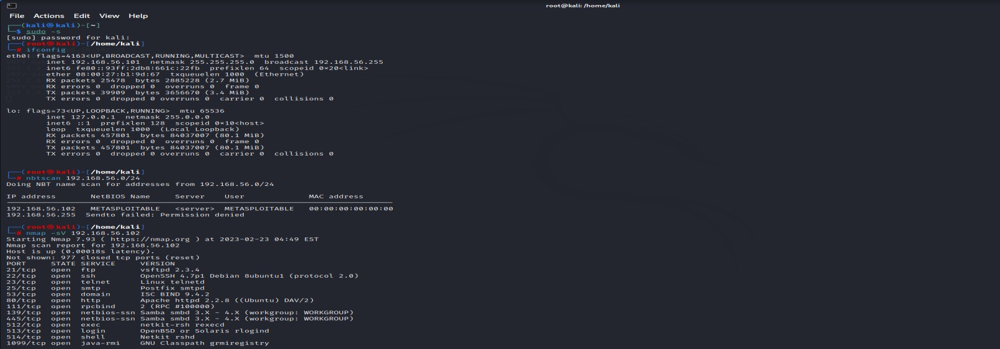 root@kali: /home/kali
File Actions Edit View Help
┌──(kali㉿kali)-[~]
└─$ sudo -s
[sudo] password for kali:
┌──(root㉿kali)-[/home/kali]
└─# ifconfig
eth0: flags=4163<UP,BROADCAST,RUNNING,MULTICAST>  mtu 1500
        inet 192.168.56.101  netmask 255.255.255.0  broadcast 192.168.56.255
        inet6 fe80::93ff:2db8:661c:22fb  prefixlen 64  scopeid 0×20<link>
        ether 08:00:27:b1:9d:67  txqueuelen 1000  (Ethernet)
        RX packets 25478  bytes 2885228 (2.7 MiB)
        RX errors 0  dropped 0  overruns 0  frame 0
        TX packets 39909  bytes 3656670 (3.4 MiB)
        TX errors 0  dropped 0 overruns 0  carrier 0  collisions 0
lo: flags=73<UP,LOOPBACK,RUNNING>  mtu 65536
        inet 127.0.0.1  netmask 255.0.0.0
        inet6 ::1  prefixlen 128  scopeid 0×10<host>
        loop  txqueuelen 1000  (Local Loopback)
        RX packets 457801  bytes 84037007 (80.1 MiB)
        RX errors 0  dropped 0  overruns 0  frame 0
        TX packets 457801  bytes 84037007 (80.1 MiB)
        TX errors 0  dropped 0 overruns 0  carrier 0  collisions 0
┌──(root㉿kali)-[/home/kali]
└─# nbtscan 192.168.56.0/24
Doing NBT name scan for addresses from 192.168.56.0/24
IP address       NetBIOS Name     Server    User             MAC address
192.168.56.102   METASPLOITABLE   <server>  METASPLOITABLE   00:00:00:00:00:00
192.168.56.255  Sendto failed: Permission denied
┌──(root㉿kali)-[/home/kali]
└─# nmap -sV 192.168.56.102
Starting Nmap 7.93 ( https://nmap.org ) at 2023-02-23 04:49 EST
Nmap scan report for 192.168.56.102
Host is up (0.00018s latency).
Not shown: 977 closed tcp ports (reset)
PORT     STATE SERVICE     VERSION
21/tcp   open  ftp         vsftpd 2.3.4
22/tcp   open  ssh         OpenSSH 4.7p1 Debian 8ubuntu1 (protocol 2.0)
23/tcp   open  telnet      Linux telnetd
25/tcp   open  smtp        Postfix smtpd
53/tcp   open  domain      ISC BIND 9.4.2
80/tcp   open  http        Apache httpd 2.2.8 ((Ubuntu) DAV/2)
111/tcp  open  rpcbind     2 (RPC #100000)
139/tcp  open  netbios-ssn Samba smbd 3.X - 4.X (workgroup: WORKGROUP)
445/tcp  open  netbios-ssn Samba smbd 3.X - 4.X (workgroup: WORKGROUP)
512/tcp  open  exec        netkit-rsh rexecd
513/tcp  open  login       OpenBSD or Solaris rlogind
514/tcp  open  shell       Netkit rshd
1099/tcp open  java-rmi    GNU Classpath grmiregistry